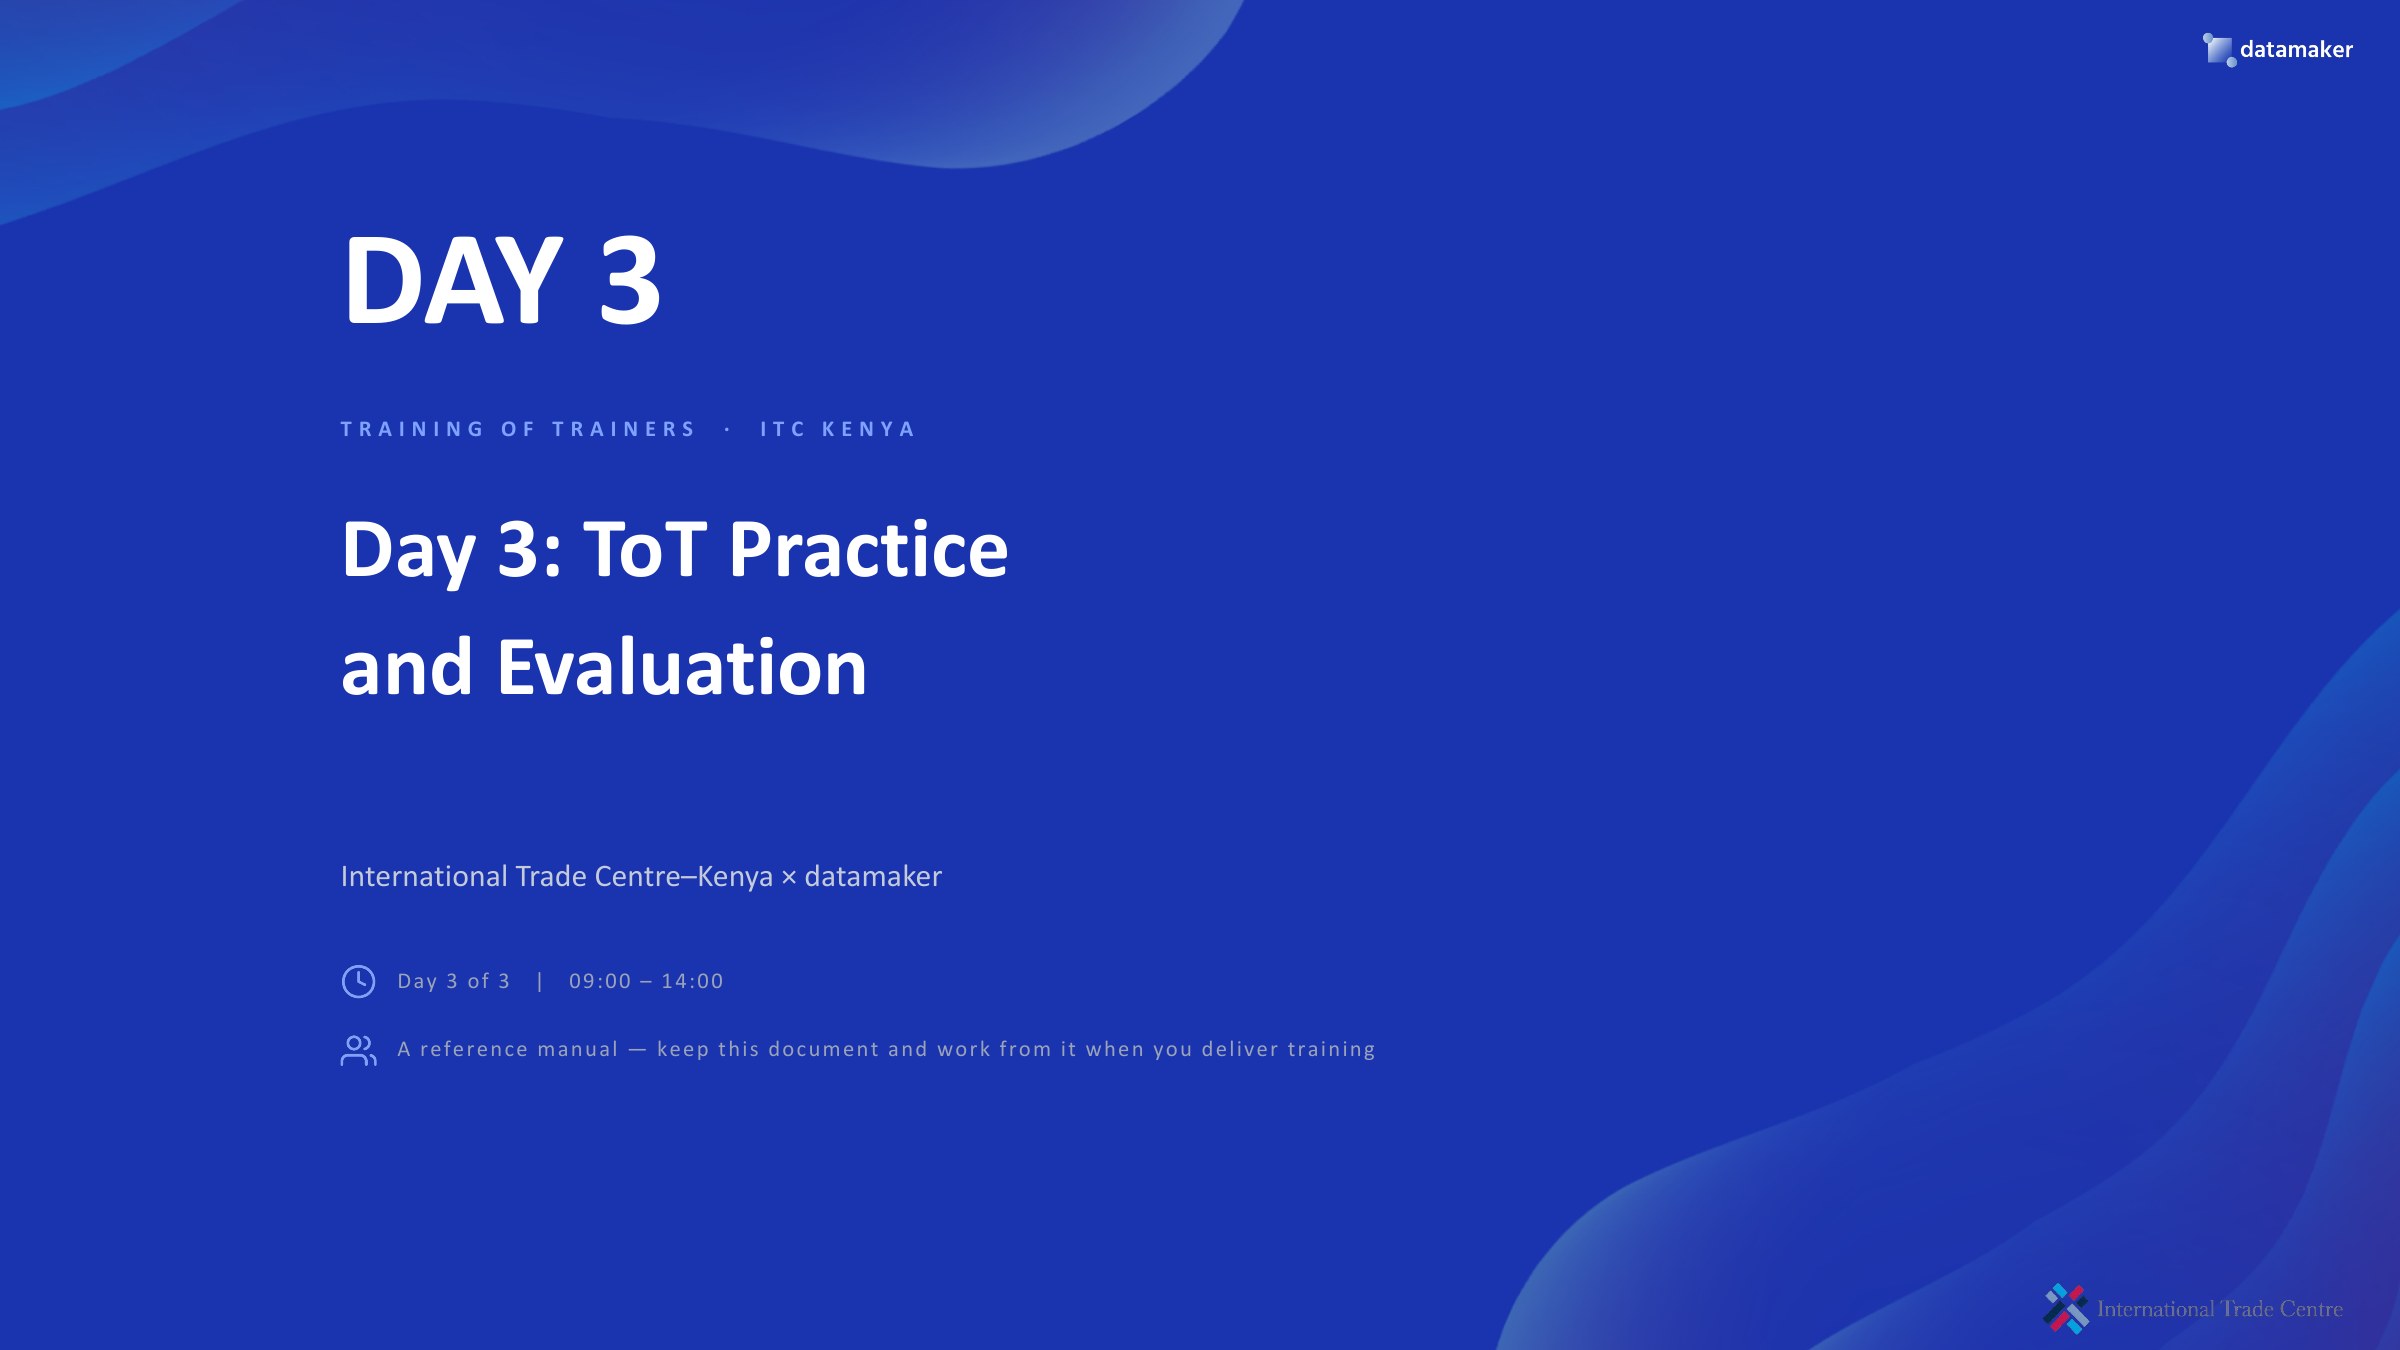 datamaker
DAY 3
TRAINING OF TRAINERS · ITC KENYA
Day 3: ToT Practice
and Evaluation
International Trade Centre–Kenya × datamaker
Day 3 of 3 | 09:00 – 14:00
A reference manual — keep this document and work from it when you deliver training
International Trade Centre